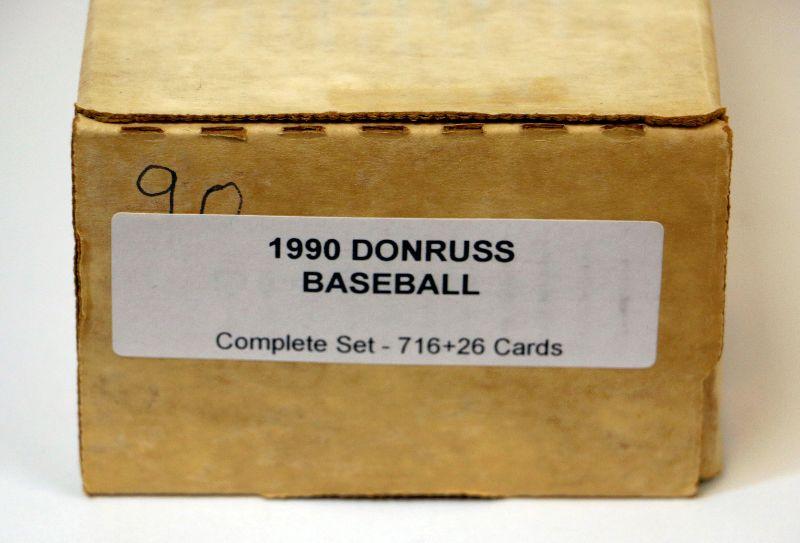 90
1990 DONRUSS
BASEBALL
Complete Set - 716+26 Cards